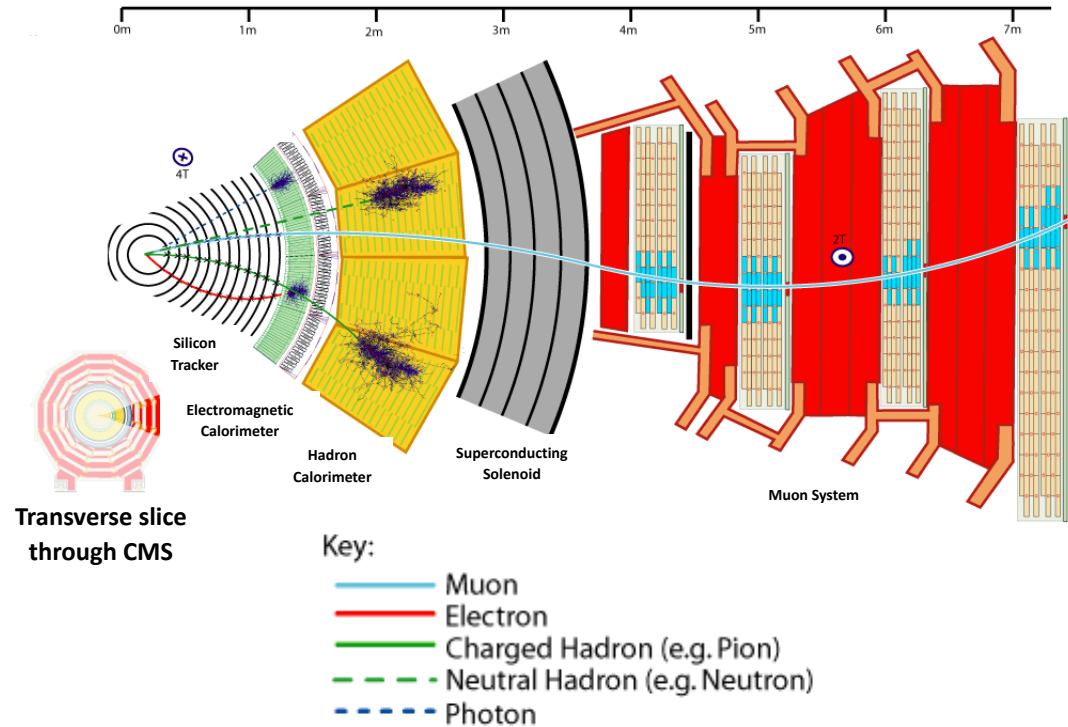 0m 1m 2m 3m 4m 5m 6m 7m
4T
2T
Silicon
Tracker
Electromagnetic
Calorimeter
Hadron
Calorimeter
Superconducting
Solenoid
Muon System
Transverse slice
through CMS
Key:
Muon
Electron
Charged Hadron (e.g. Pion)
Neutral Hadron (e.g. Neutron)
Photon